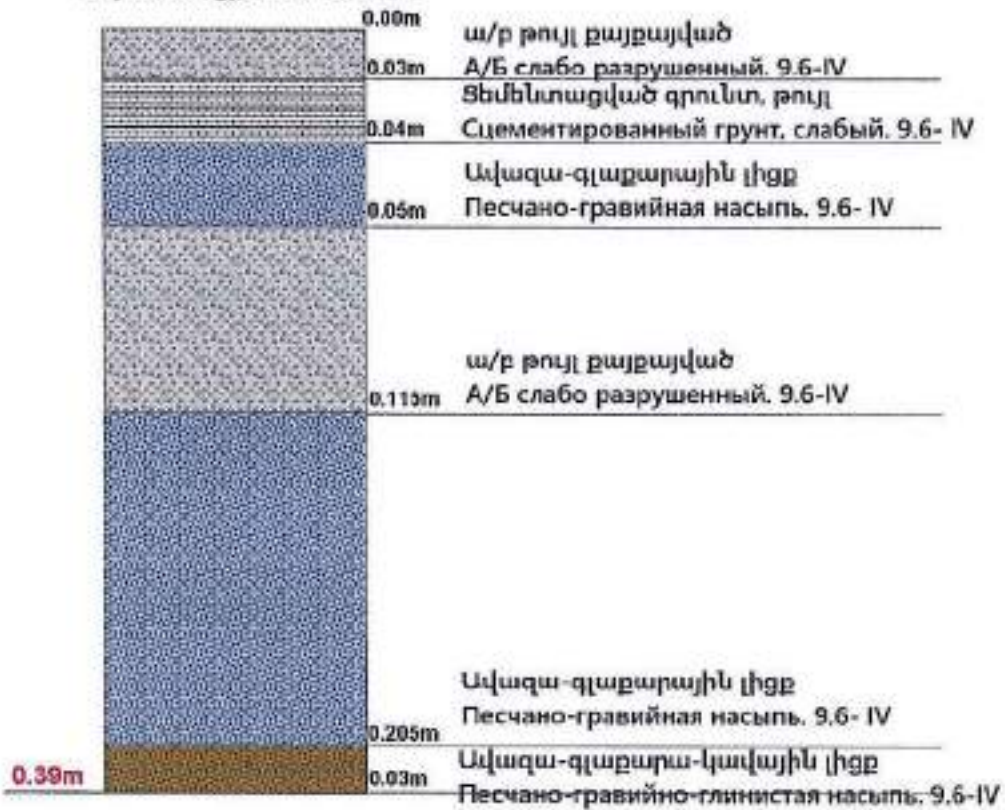 0.00m
ա/բ թույլ քայքայված
0.03m А/Б слабо разрушенный. 9.6-IV
Ցեմենտացված գրունտ, թույլ
0.04m Сцементированный грунт, слабый. 9.6- IV
Ավազա-գլաքարային լիցք
0.05m Песчано-гравийная насыпь. 9.6- IV
ա/բ թույլ քայքայված
0.115m А/Б слабо разрушенный. 9.6-IV
Ավազա-գլաքարային լիցք
Песчано-гравийная насыпь. 9.6- IV
0.205m
Ավազա-գլաքարա-կավային լիցք
0.39m 0.03m
Песчано-гравийно-глинистая насыпь. 9.6-IV